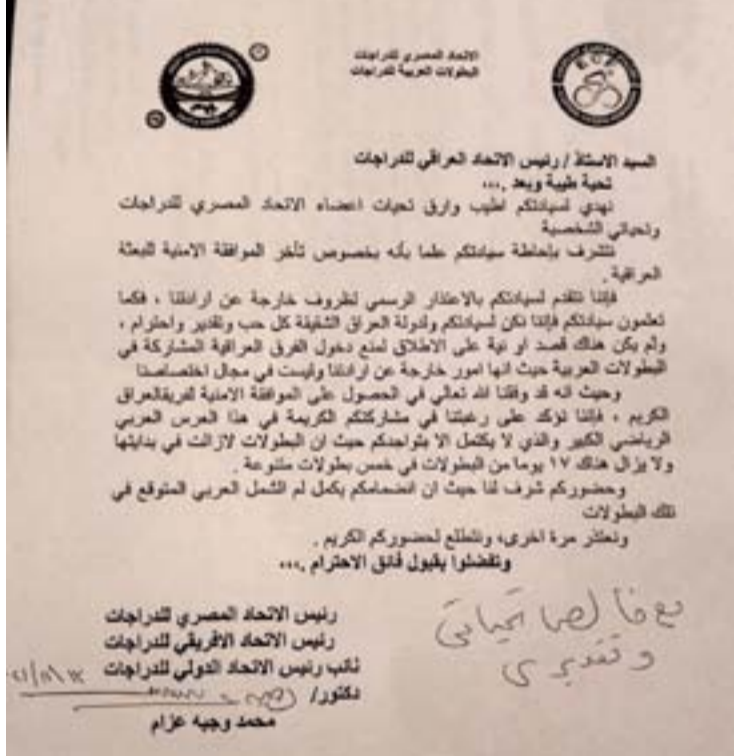 الاتحاد المصري للدراجات
البطولات العربية للدراجات
السيد الاستاذ / رئيس الاتحاد العراقي للدراجات
تحية طيبة وبعد ,,,,
نهدي لسيادتكم اطيب وارق تحيات اعضاء الاتحاد المصري للدراجات
وتحياتي الشخصية
نتشرف بإحاطة سيادتكم علما بأنه بخصوص تأخر الموافقة الامنية للبعثة
العراقية .
فإننا نتقدم لسيادتكم بالاعتذار الرسمي لظروف خارجة عن ارادتنا ، فكما
تعلمون سيادتكم فإننا نكن لسيادتكم ولدولة العراق الشقيقة كل حب وتقدير واحترام ،
ولم يكن هناك قصد او نية على الاطلاق لمنع دخول الفرق العراقية المشاركة في
البطولات العربية حيث انها امور خارجة عن ارادتنا وليست في مجال اختصاصنا
وحيث انه قد وفقنا الله تعالي في الحصول على الموافقة الامنية لفريقالعراق
الكريم ، فإننا نؤكد على رغبتنا في مشاركتكم الكريمة في هذا العرس العربي
الرياضي الكبير والذي لا يكتمل الا بتواجدكم حيث ان البطولات لازالت في بدايتها
ولا يزال هناك ١٧ يوما من البطولات في خمس بطولات متنوعة .
وحضوركم شرف لنا حيث ان انضمامكم يكمل لم الشمل العربي المتوقع في
تلك البطولات
ونعتذر مرة اخرى، ونتطلع لحضوركم الكريم .
وتفضلوا بقبول فائق الاحترام ,,,,
مع خالص تحياتي
وتقديري
رئيس الاتحاد المصري للدراجات
رئيس الاتحاد الافريقي للدراجات
نائب رئيس الاتحاد الدولي للدراجات
دكتور/
محمد وجيه عزام